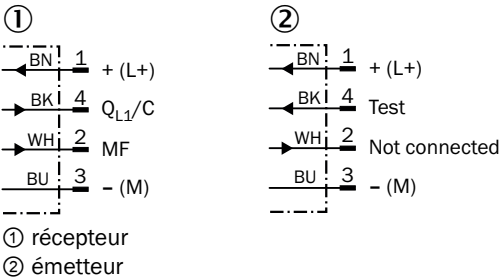 ①
BN 1 + (L+)
BK 4 Q_L1/C
WH 2 MF
BU 3 – (M)
②
BN 1 + (L+)
BK 4 Test
WH 2 Not connected
BU 3 – (M)
① récepteur
② émetteur